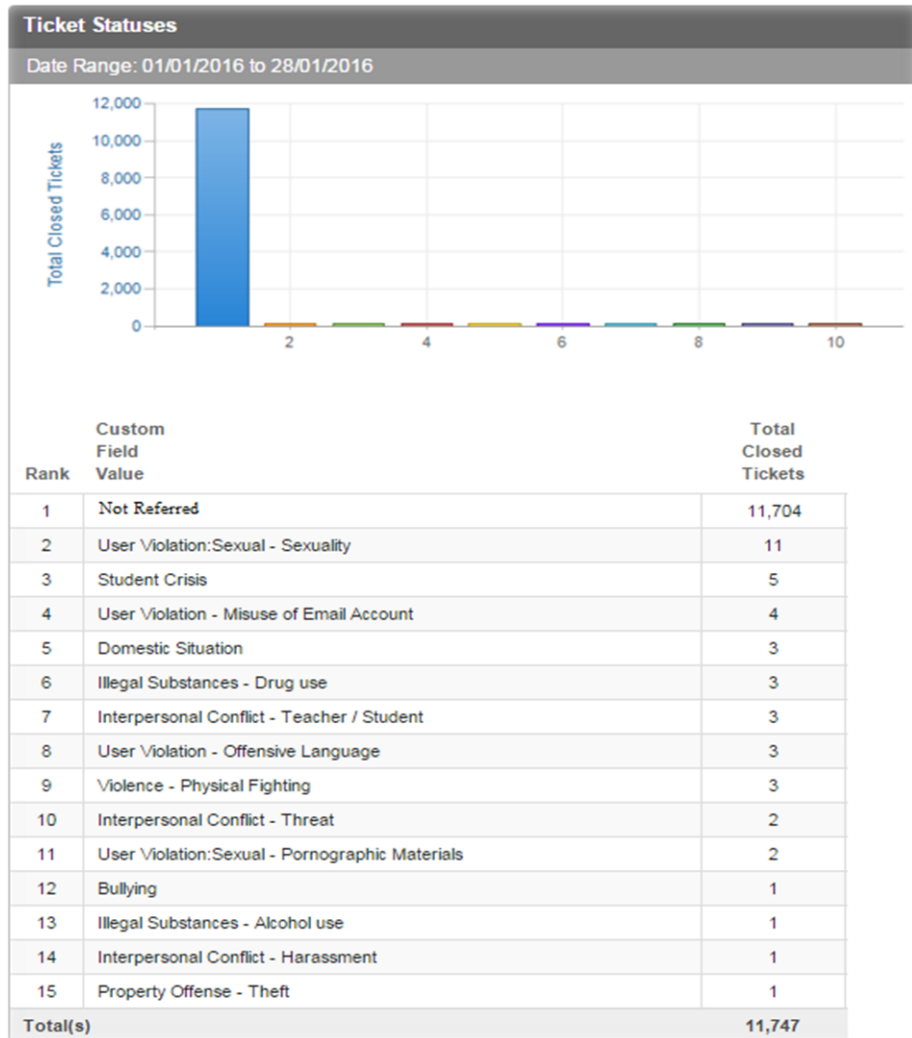 Ticket Statuses
Date Range: 01/01/2016 to 28/01/2016
Total Closed Tickets
12,000
10,000
8,000
6,000
4,000
2,000
0
2 4 6 8 10
Rank Custom Field Value Total Closed Tickets
1 Not Referred 11,704
2 User Violation:Sexual - Sexuality 11
3 Student Crisis 5
4 User Violation - Misuse of Email Account 4
5 Domestic Situation 3
6 Illegal Substances - Drug use 3
7 Interpersonal Conflict - Teacher / Student 3
8 User Violation - Offensive Language 3
9 Violence - Physical Fighting 3
10 Interpersonal Conflict - Threat 2
11 User Violation:Sexual - Pornographic Materials 2
12 Bullying 1
13 Illegal Substances - Alcohol use 1
14 Interpersonal Conflict - Harassment 1
15 Property Offense - Theft 1
Total(s) 11,747